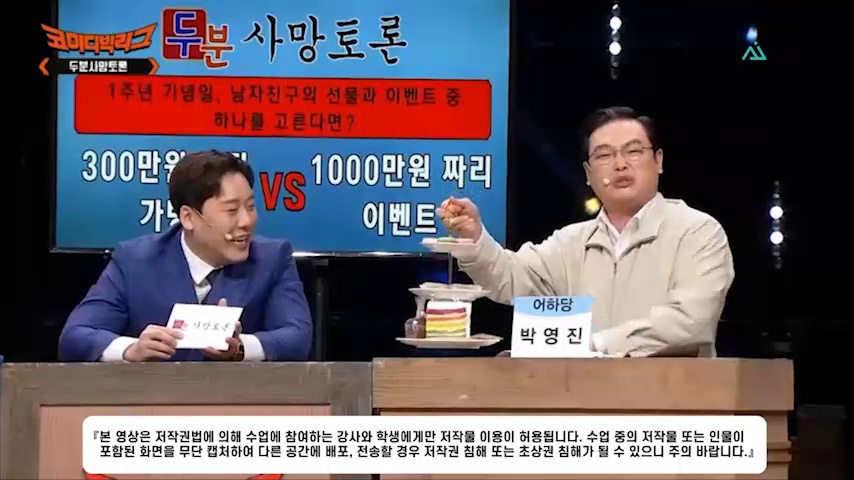 코미디빅리그
두분사망토론
두분 사망토론
1주년 기념일, 남자친구의 선물과 이벤트 중
하나를 고른다면?
300만원
VS
1000만원 짜리
이벤트
두분 사망토론
어하당
박영진
『본 영상은 저작권법에 의해 수업에 참여하는 강사와 학생에게만 저작물 이용이 허용됩니다. 수업 중의 저작물 또는 인물이
포함된 화면을 무단 캡처하여 다른 공간에 배포, 전송할 경우 저작권 침해 또는 초상권 침해가 될 수 있으니 주의 바랍니다.』